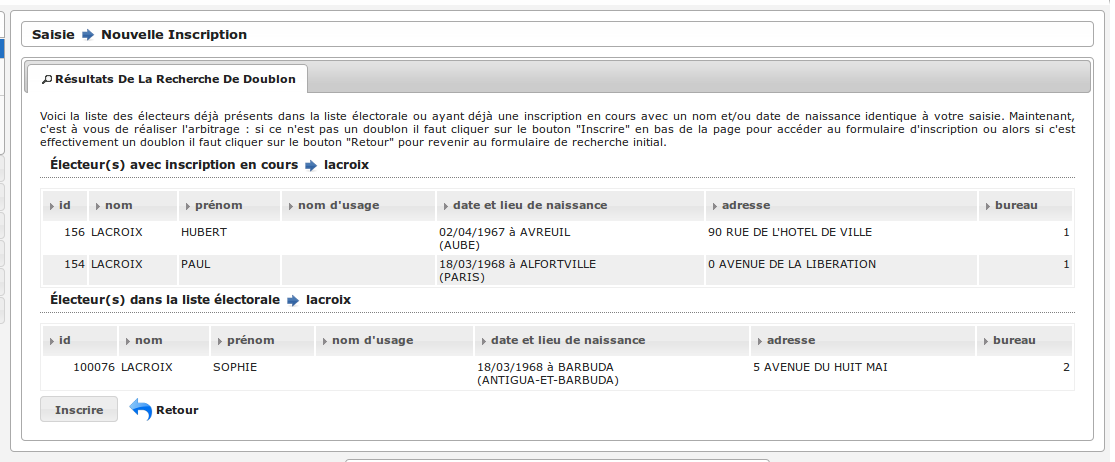 Saisie Nouvelle Inscription
Résultats De La Recherche De Doublon
Voici la liste des électeurs déjà présents dans la liste électorale ou ayant déjà une inscription en cours avec un nom et/ou date de naissance identique à votre saisie. Maintenant,
c'est à vous de réaliser l'arbitrage : si ce n'est pas un doublon il faut cliquer sur le bouton "Inscrire" en bas de la page pour accéder au formulaire d'inscription ou alors si c'est
effectivement un doublon il faut cliquer sur le bouton "Retour" pour revenir au formulaire de recherche initial.
Électeur(s) avec inscription en cours lacroix
id nom prénom nom d'usage date et lieu de naissance adresse bureau
156 LACROIX HUBERT 02/04/1967 à AVREUIL 90 RUE DE L'HOTEL DE VILLE 1
(AUBE)
154 LACROIX PAUL 18/03/1968 à ALFORTVILLE 0 AVENUE DE LA LIBERATION 1
(PARIS)
Électeur(s) dans la liste électorale lacroix
id nom prénom nom d'usage date et lieu de naissance adresse bureau
100076 LACROIX SOPHIE 18/03/1968 à BARBUDA 5 AVENUE DU HUIT MAI 2
(ANTIGUA-ET-BARBUDA)
Inscrire Retour